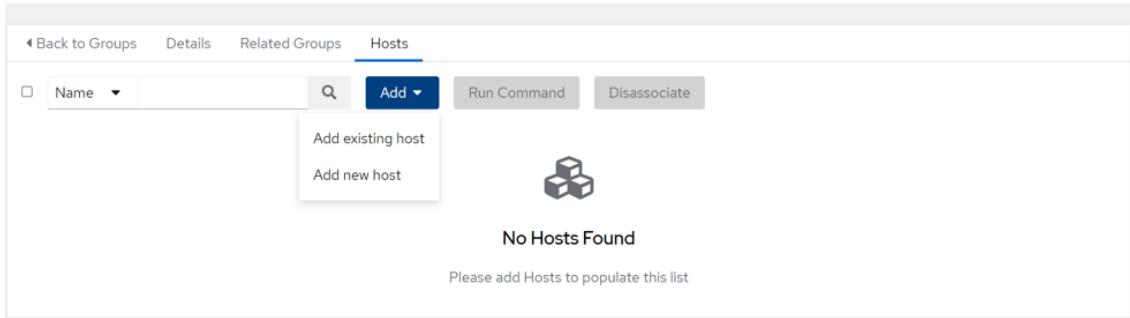 Back to Groups Details Related Groups Hosts
Name Add Run Command Disassociate
Add existing host
Add new host
No Hosts Found
Please add Hosts to populate this list